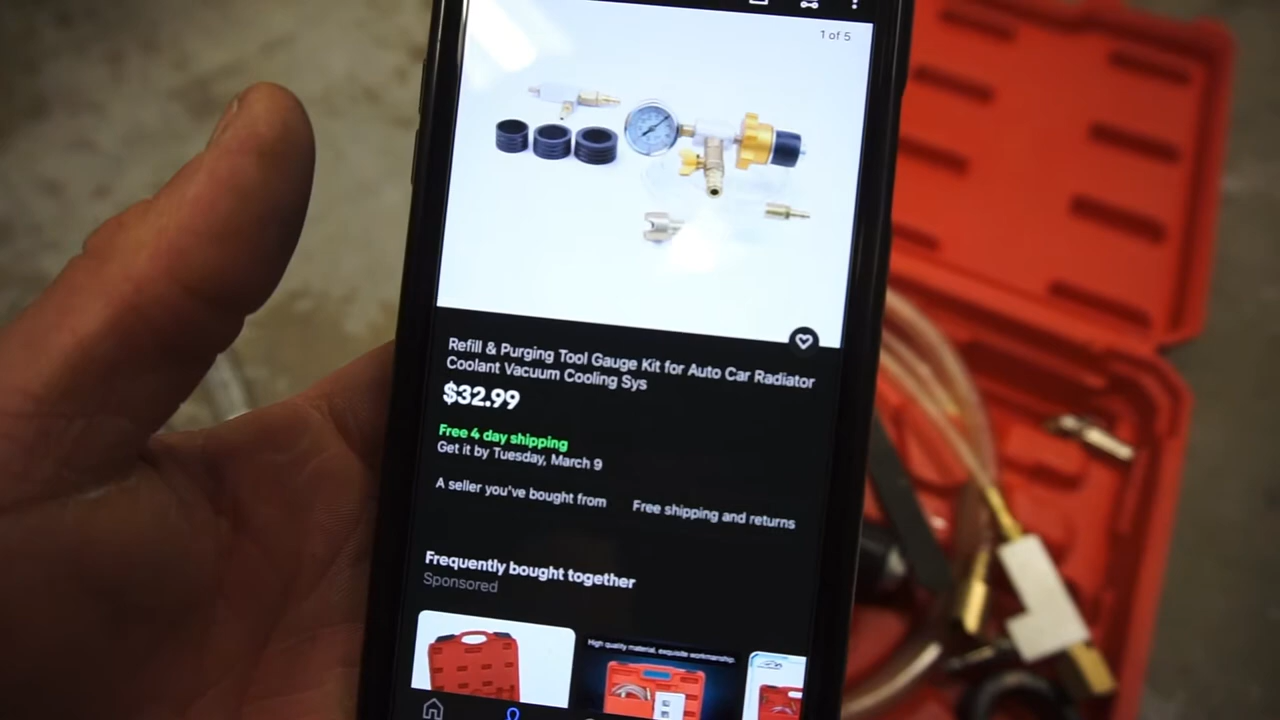 1 of 5
Refill & Purging Tool Gauge Kit for Auto Car Radiator
Coolant Vacuum Cooling Sys
$32.99
Free 4 day shipping
Get it by Tuesday, March 9
A seller you've bought from
Free shipping and returns
Frequently bought together
Sponsored
High quality material, exquisite workmanship.